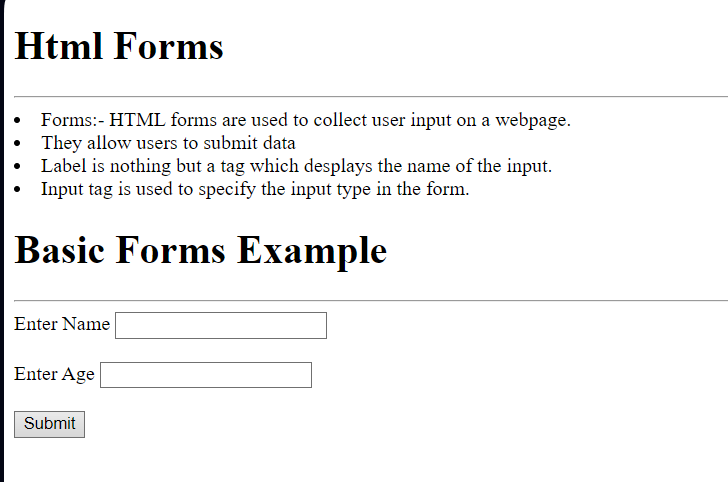 Html Forms
Forms:- HTML forms are used to collect user input on a webpage.
They allow users to submit data
Label is nothing but a tag which desplays the name of the input.
Input tag is used to specify the input type in the form.
Basic Forms Example
Enter Name
Enter Age
Submit